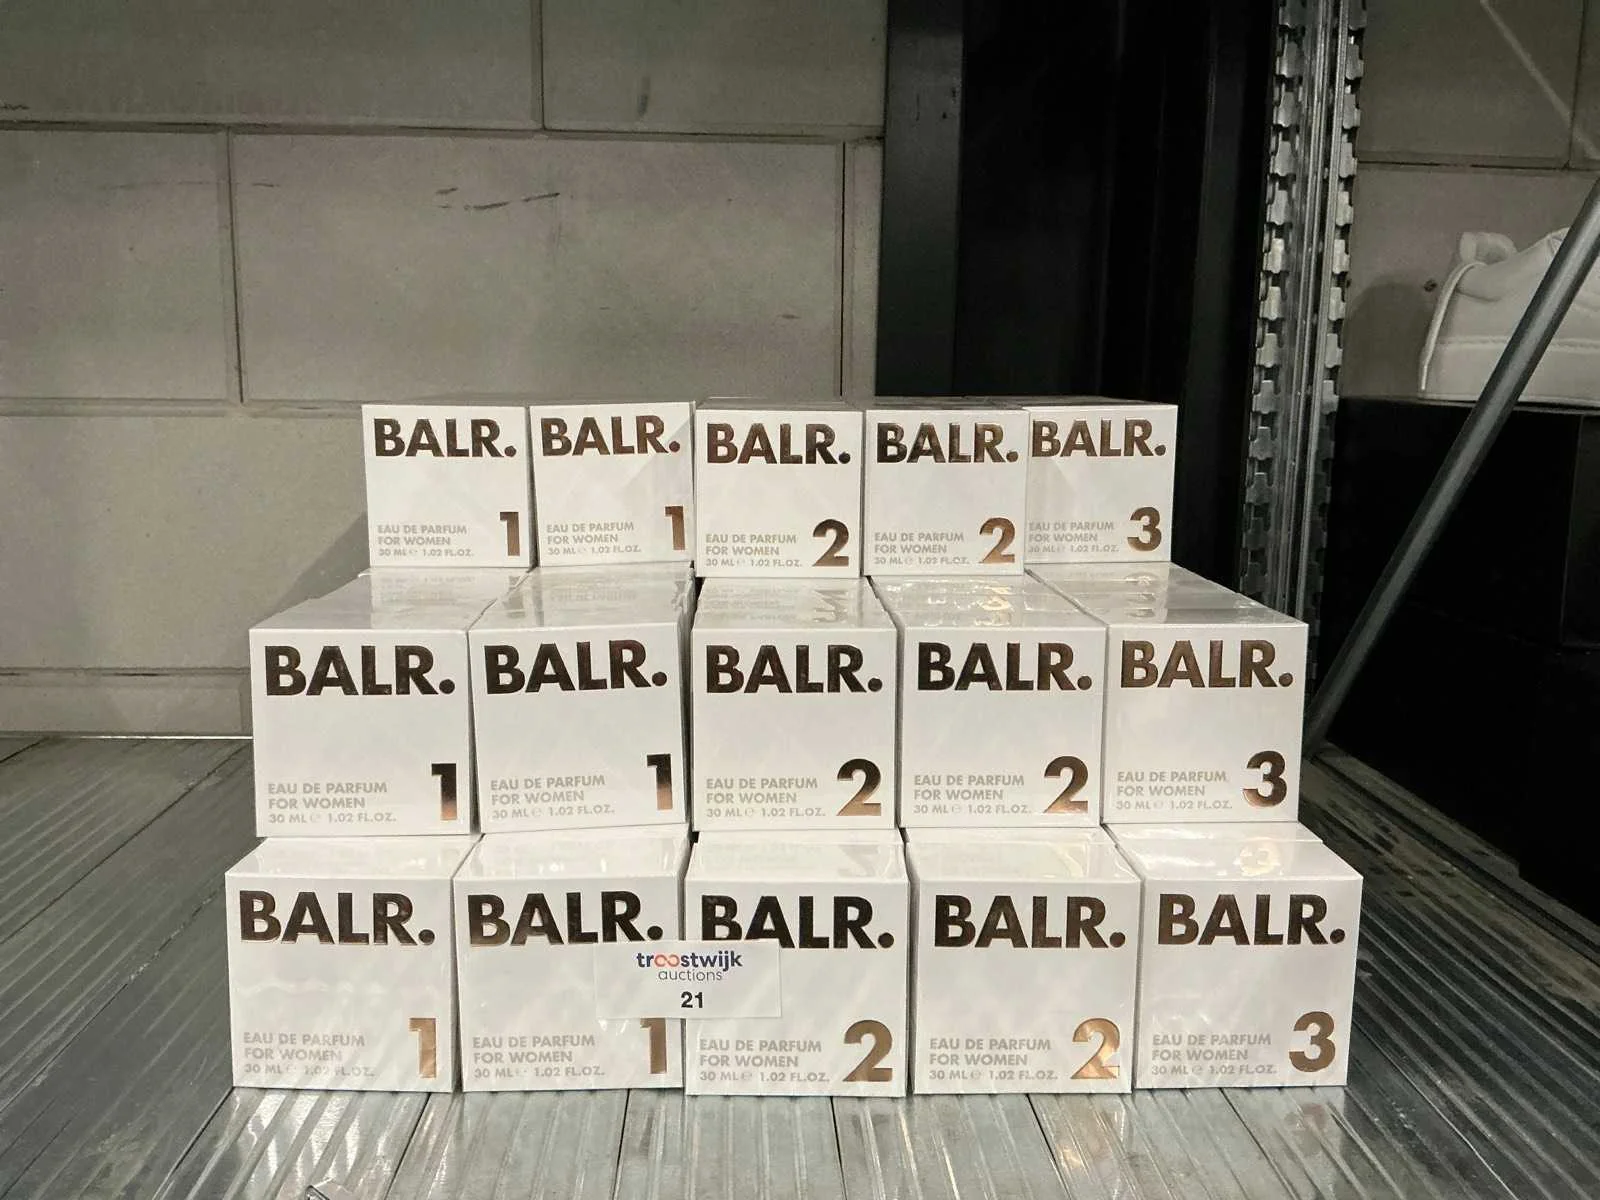 BALR.
1
EAU DE PARFUM
FOR WOMEN
30 ML ℮ 1.02 FL.OZ.
BALR.
1
EAU DE PARFUM
FOR WOMEN
30 ML ℮ 1.02 FL.OZ.
BALR.
2
EAU DE PARFUM
FOR WOMEN
30 ML ℮ 1.02 FL.OZ.
BALR.
2
EAU DE PARFUM
FOR WOMEN
30 ML ℮ 1.02 FL.OZ.
BALR.
3
EAU DE PARFUM
FOR WOMEN
30 ML ℮ 1.02 FL.OZ.
BALR.
1
EAU DE PARFUM
FOR WOMEN
30 ML ℮ 1.02 FL.OZ.
BALR.
1
EAU DE PARFUM
FOR WOMEN
30 ML ℮ 1.02 FL.OZ.
BALR.
2
EAU DE PARFUM
FOR WOMEN
30 ML ℮ 1.02 FL.OZ.
BALR.
2
EAU DE PARFUM
FOR WOMEN
30 ML ℮ 1.02 FL.OZ.
BALR.
3
EAU DE PARFUM
FOR WOMEN
30 ML ℮ 1.02 FL.OZ.
BALR.
1
EAU DE PARFUM
FOR WOMEN
30 ML ℮ 1.02 FL.OZ.
BALR.
1
EAU DE PARFUM
FOR WOMEN
30 ML ℮ 1.02 FL.OZ.
troostwijk
auctions
21
BALR.
2
EAU DE PARFUM
FOR WOMEN
30 ML ℮ 1.02 FL.OZ.
BALR.
2
EAU DE PARFUM
FOR WOMEN
30 ML ℮ 1.02 FL.OZ.
BALR.
3
EAU DE PARFUM
FOR WOMEN
30 ML ℮ 1.02 FL.OZ.